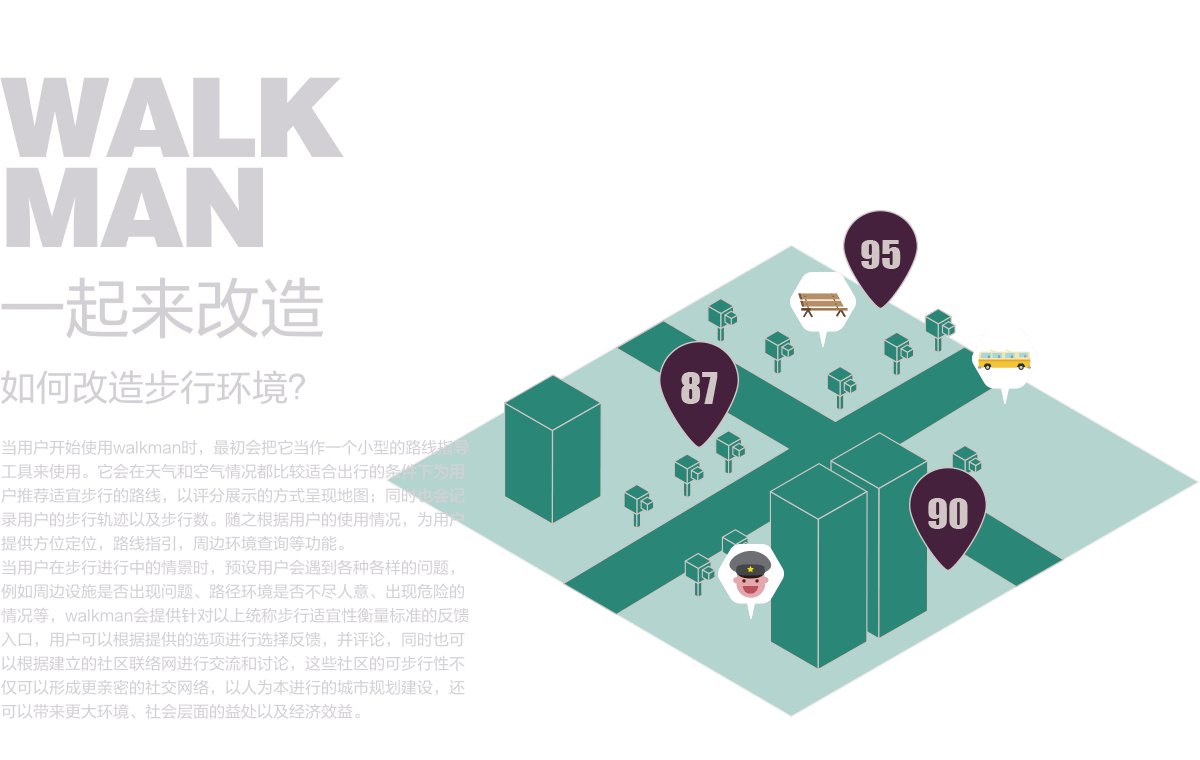 WALK
MAN
一起来改造
如何改造步行环境?
当用户开始使用walkman时，最初会把它当作一个小型的路线指导
工具来使用。它会在天气和空气情况都比较适合出行的条件下为用
户推荐适宜步行的路线，以评分展示的方式呈现地图；同时也会记
录用户的步行轨迹以及步行数。随之根据用户的使用情况，为用户
提供方位定位，路线指引，周边环境查询等功能。
当用户在步行进行中的情景时，预设用户会遇到各种各样的问题，
例如周边设施是否出现问题、路径环境是否不尽人意、出现危险的
情况等，walkman会提供针对以上统称步行适宜性衡量标准的反馈
入口，用户可以根据提供的选项进行选择反馈，并评论，同时也可
以根据建立的社区联络网进行交流和讨论，这些社区的可步行性不
仅可以形成更亲密的社交网络，以人为本进行的城市规划建设，还
可以带来更大环境、社会层面的益处以及经济效益。
95
87
90